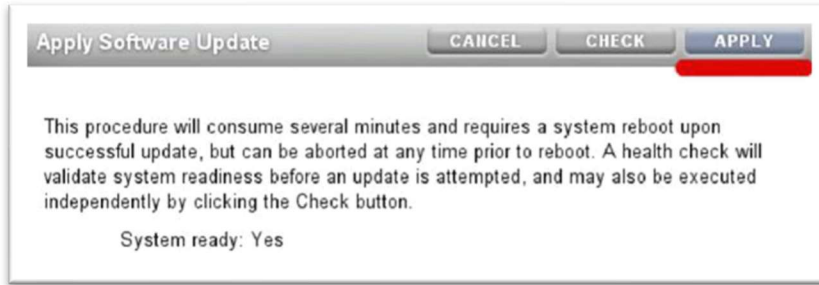 Apply Software Update CANCEL CHECK APPLY
This procedure will consume several minutes and requires a system reboot upon
successful update, but can be aborted at any time prior to reboot. A health check will
validate system readiness before an update is attempted, and may also be executed
independently by clicking the Check button.
System ready: Yes